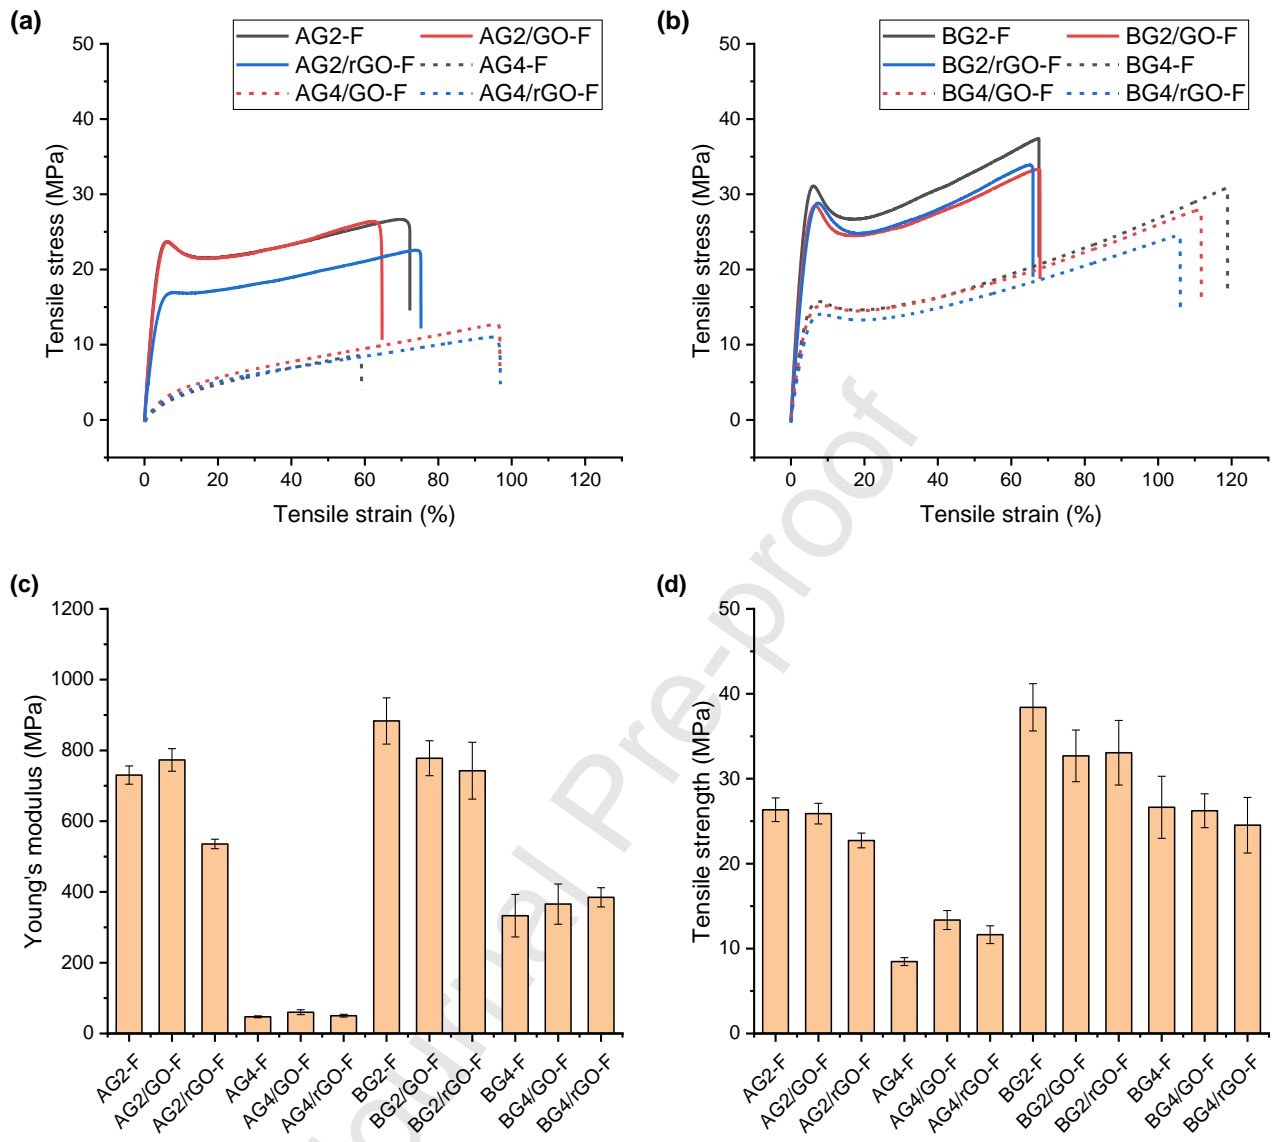 (a)
AG2-F
AG2/GO-F
AG2/rGO-F
AG4-F
AG4/GO-F
AG4/rGO-F
50
40
30
20
10
0
Tensile stress (MPa)
0 20 40 60 80 100 120
Tensile strain (%)
(b)
BG2-F
BG2/GO-F
BG2/rGO-F
BG4-F
BG4/GO-F
BG4/rGO-F
50
40
30
20
10
0
Tensile stress (MPa)
0 20 40 60 80 100 120
Tensile strain (%)
(c)
1200
1000
800
600
400
200
0
Young's modulus (MPa)
AG2-F
AG2/GO-F
AG2/rGO-F
AG4-F
AG4/GO-F
AG4/rGO-F
BG2-F
BG2/GO-F
BG2/rGO-F
BG4-F
BG4/GO-F
BG4/rGO-F
(d)
50
40
30
20
10
0
Tensile strength (MPa)
AG2-F
AG2/GO-F
AG2/rGO-F
AG4-F
AG4/GO-F
AG4/rGO-F
BG2-F
BG2/GO-F
BG2/rGO-F
BG4-F
BG4/GO-F
BG4/rGO-F
Journal Pre-proof